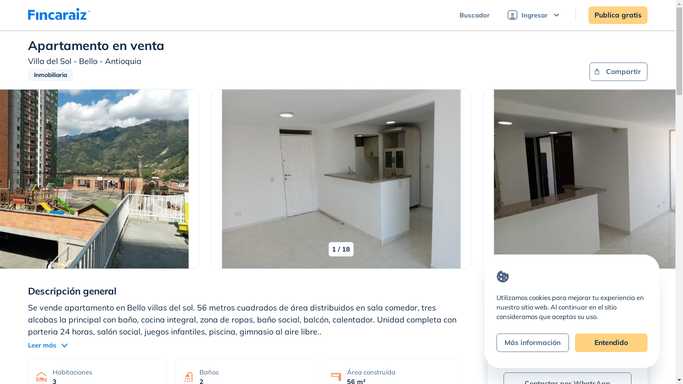 Fincaraiz
Buscador
Ingresar
Publica gratis
Apartamento en venta
Villa del Sol - Bello - Antioquia
Inmobiliaria
Compartir
1 / 18
Descripción general
Se vende apartamento en Bello villas del sol. 56 metros cuadrados de área distribuidos en sala comedor, tres
alcobas la principal con baño, cocina integral, zona de ropas, baño social, balcón, calentador. Unidad completa con
porteria 24 horas, salón social, juegos infantiles, piscina, gimnasio al aire libre..
Leer más
Habitaciones
3
Baños
2
Área construida
56 m²
Utilizamos cookies para mejorar tu experiencia en
nuestro sitio web. Al continuar en el sitio
consideramos que aceptas su uso.
Más información
Entendido
Contactar por WhatsApp